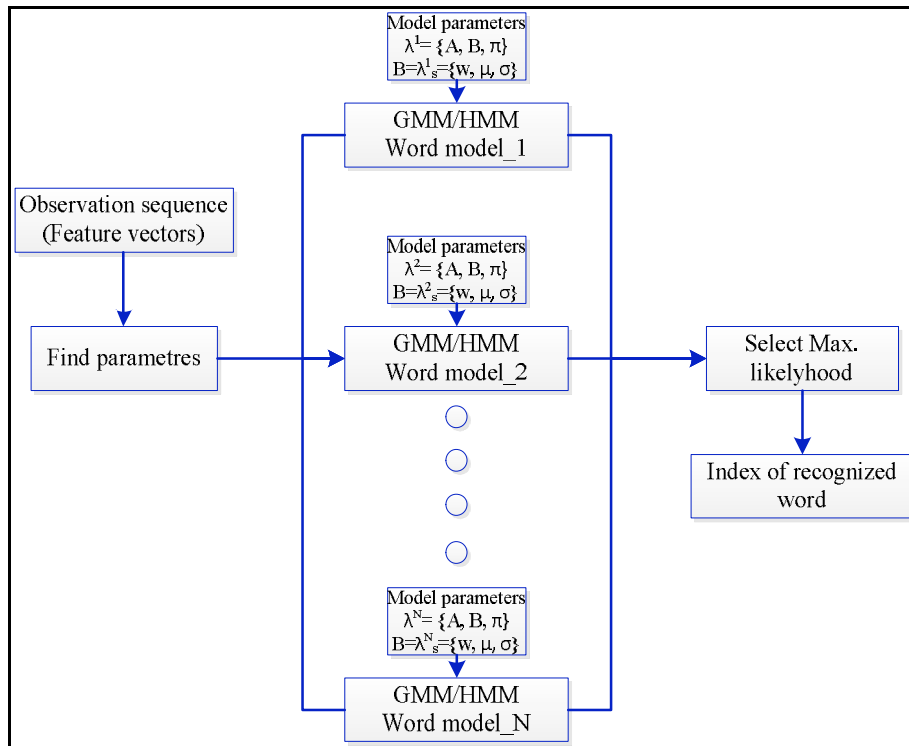 Model parameters
λ¹= {A, B, π}
B=λ¹ₛ={w, μ, σ}
GMM/HMM
Word model_1
Observation sequence
(Feature vectors)
Model parameters
λ²= {A, B, π}
B=λ²ₛ={w, μ, σ}
Find parametres
GMM/HMM
Word model_2
Select Max.
likelyhood
Index of recognized
word
Model parameters
λᴺ= {A, B, π}
B=λᴺₛ={w, μ, σ}
GMM/HMM
Word model_N